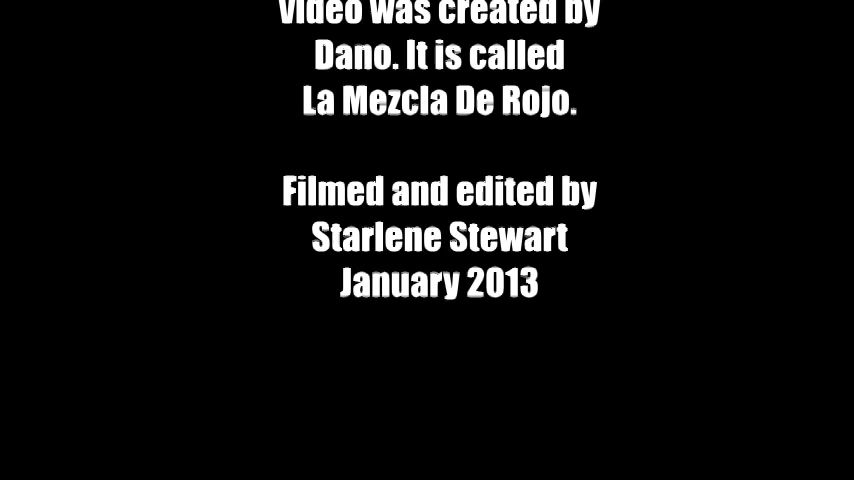 video was created by
Dano. It is called
La Mezcla De Rojo.
Filmed and edited by
Starlene Stewart
January 2013